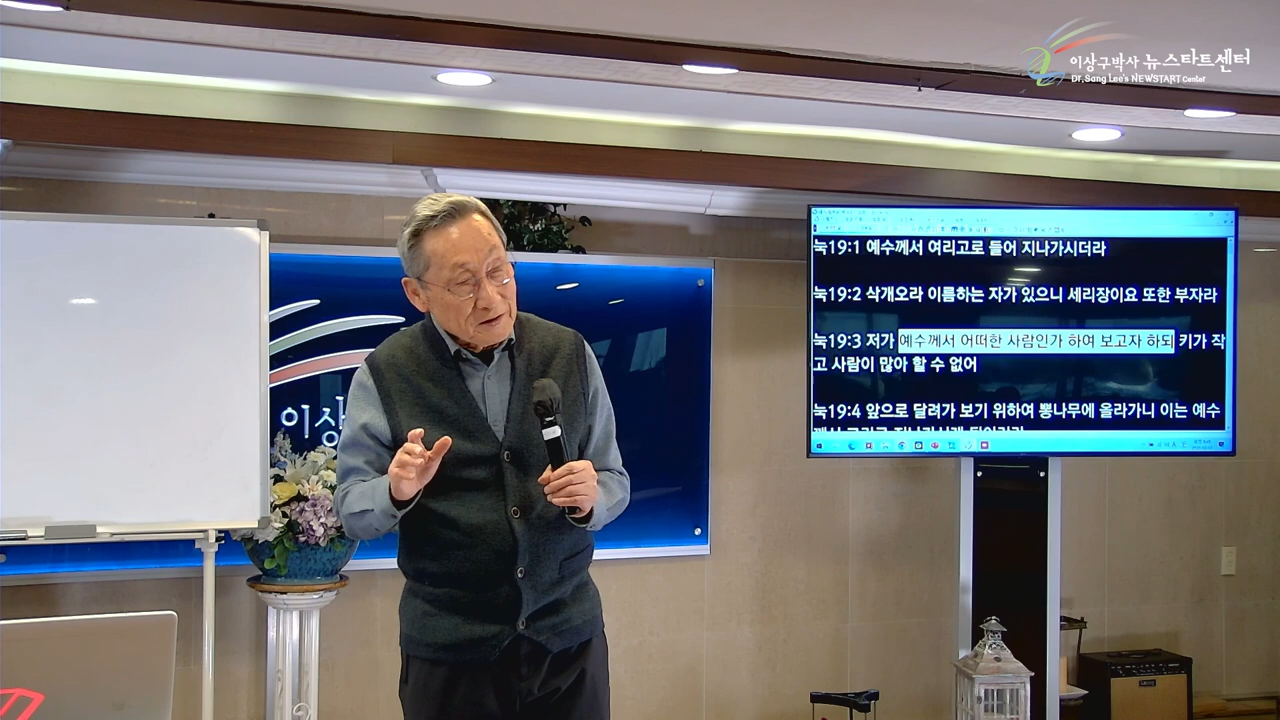 이상구박사 뉴스타트센터
Dr. Sang Lee's NEWSTART Center
눅19:1 예수께서 여리고로 들어 지나가시더라
눅19:2 삭개오라 이름하는 자가 있으니 세리장이요 또한 부자라
눅19:3 저가 예수께서 어떠한 사람인가 하여 보고자 하되 키가 작
고 사람이 많아 할 수 없어
눅19:4 앞으로 달려가 보기 위하여 뽕나무에 올라가니 이는 예수
이상